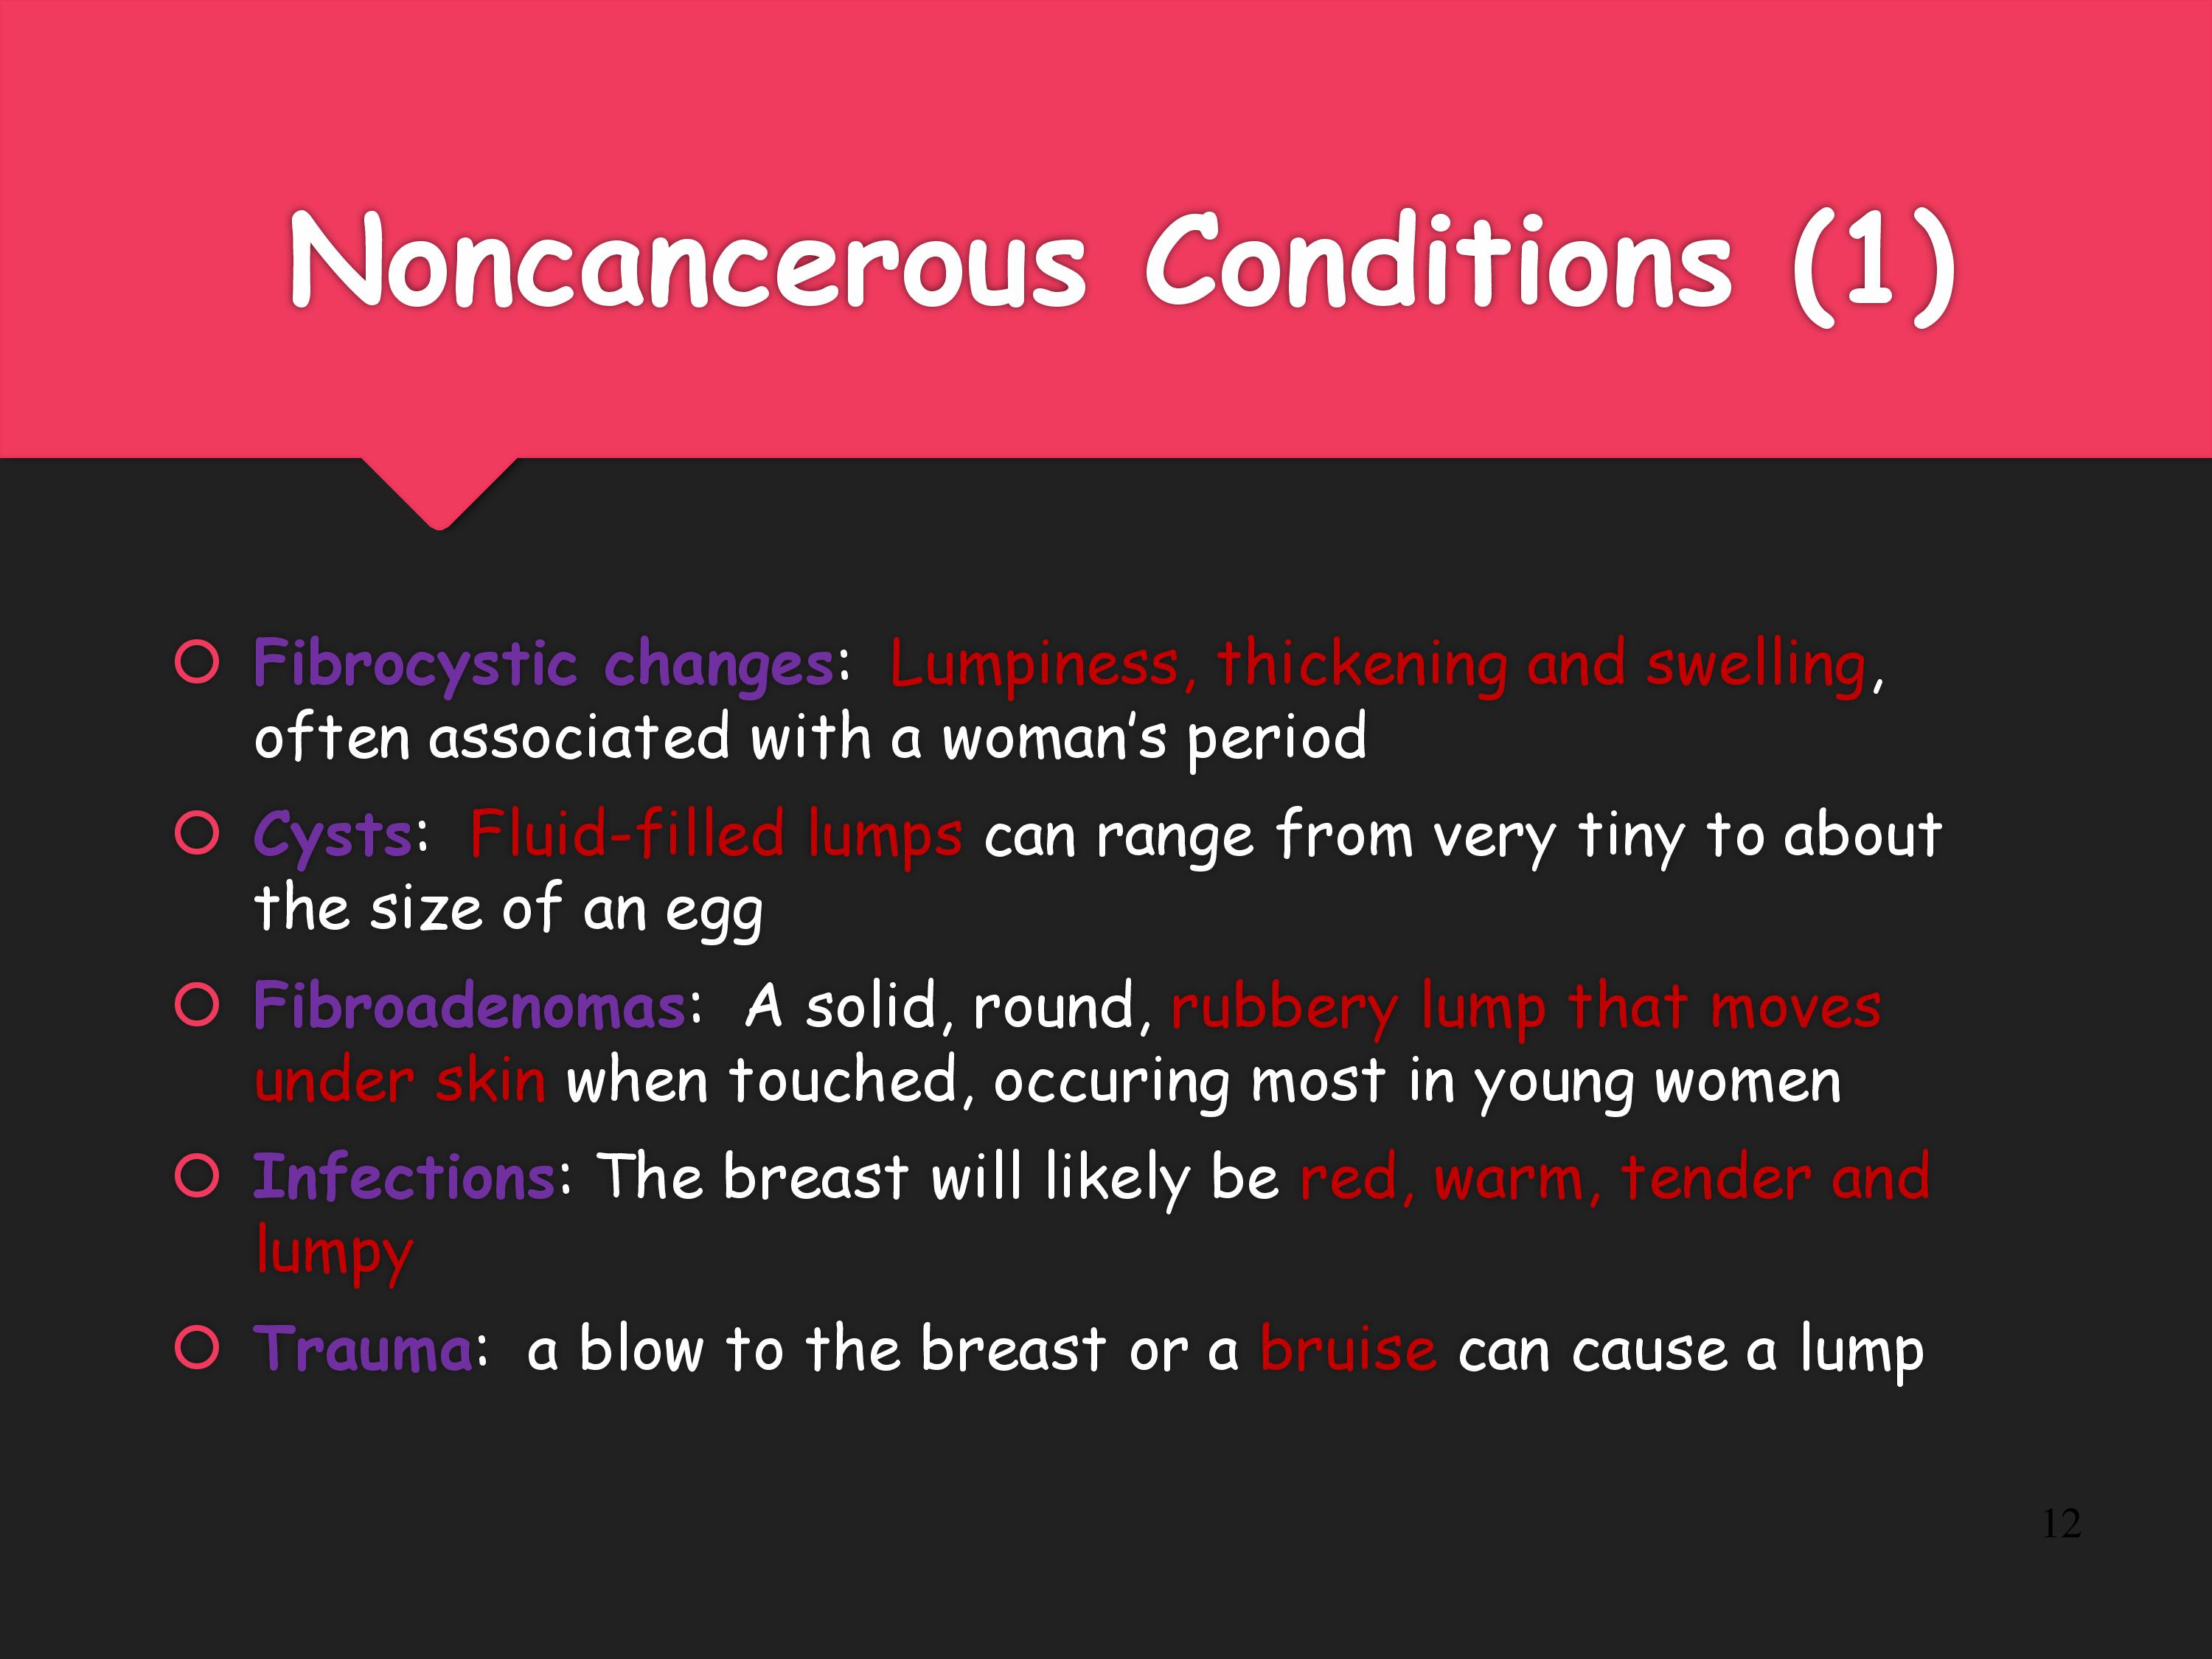 Noncancerous Conditions (1)
Fibrocystic changes: Lumpiness, thickening and swelling,
often associated with a woman's period
Cysts: Fluid-filled lumps can range from very tiny to about
the size of an egg
Fibroadenomas: A solid, round, rubbery lump that moves
under skin when touched, occuring most in young women
Infections: The breast will likely be red, warm, tender and
lumpy
Trauma: a blow to the breast or a bruise can cause a lump
12